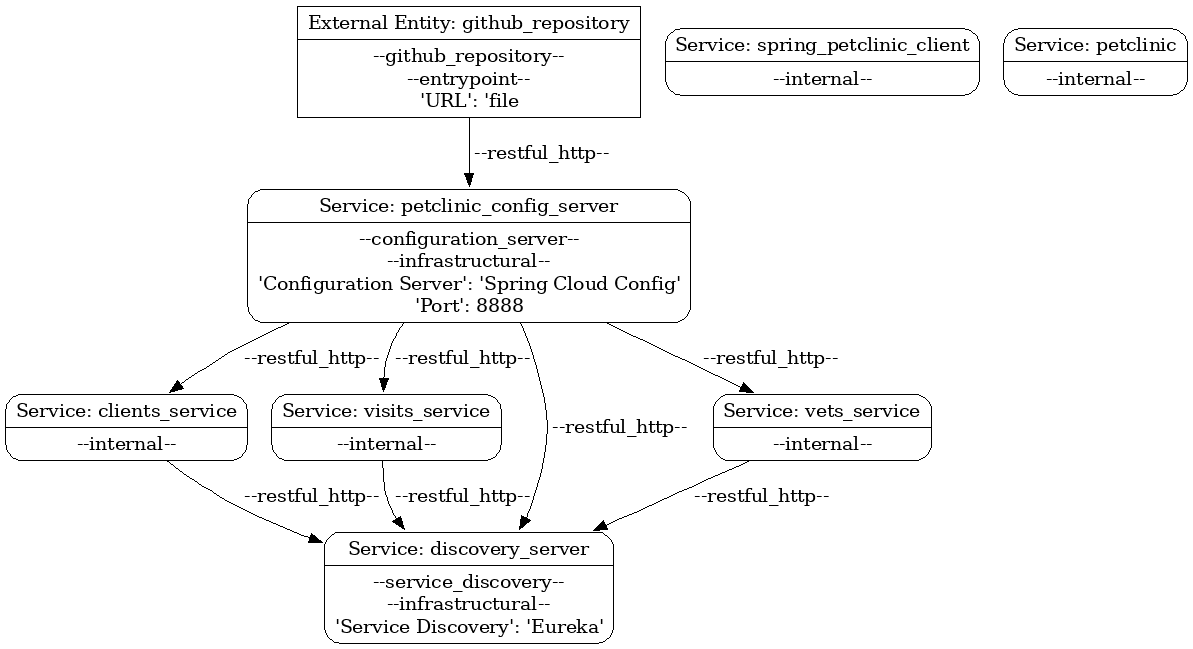 External Entity: github_repository
--github_repository--
--entrypoint--
'URL': 'file
Service: spring_petclinic_client
--internal--
Service: petclinic
--internal--
--restful_http--
Service: petclinic_config_server
--configuration_server--
--infrastructural--
'Configuration Server': 'Spring Cloud Config'
'Port': 8888
--restful_http--
--restful_http--
--restful_http--
--restful_http--
Service: clients_service
--internal--
Service: visits_service
--internal--
Service: vets_service
--internal--
--restful_http--
--restful_http--
--restful_http--
Service: discovery_server
--service_discovery--
--infrastructural--
'Service Discovery': 'Eureka'